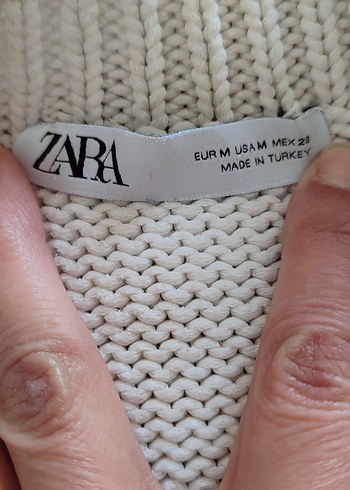 ZARA
EUR M USA M MEX 28
MADE IN TURKEY